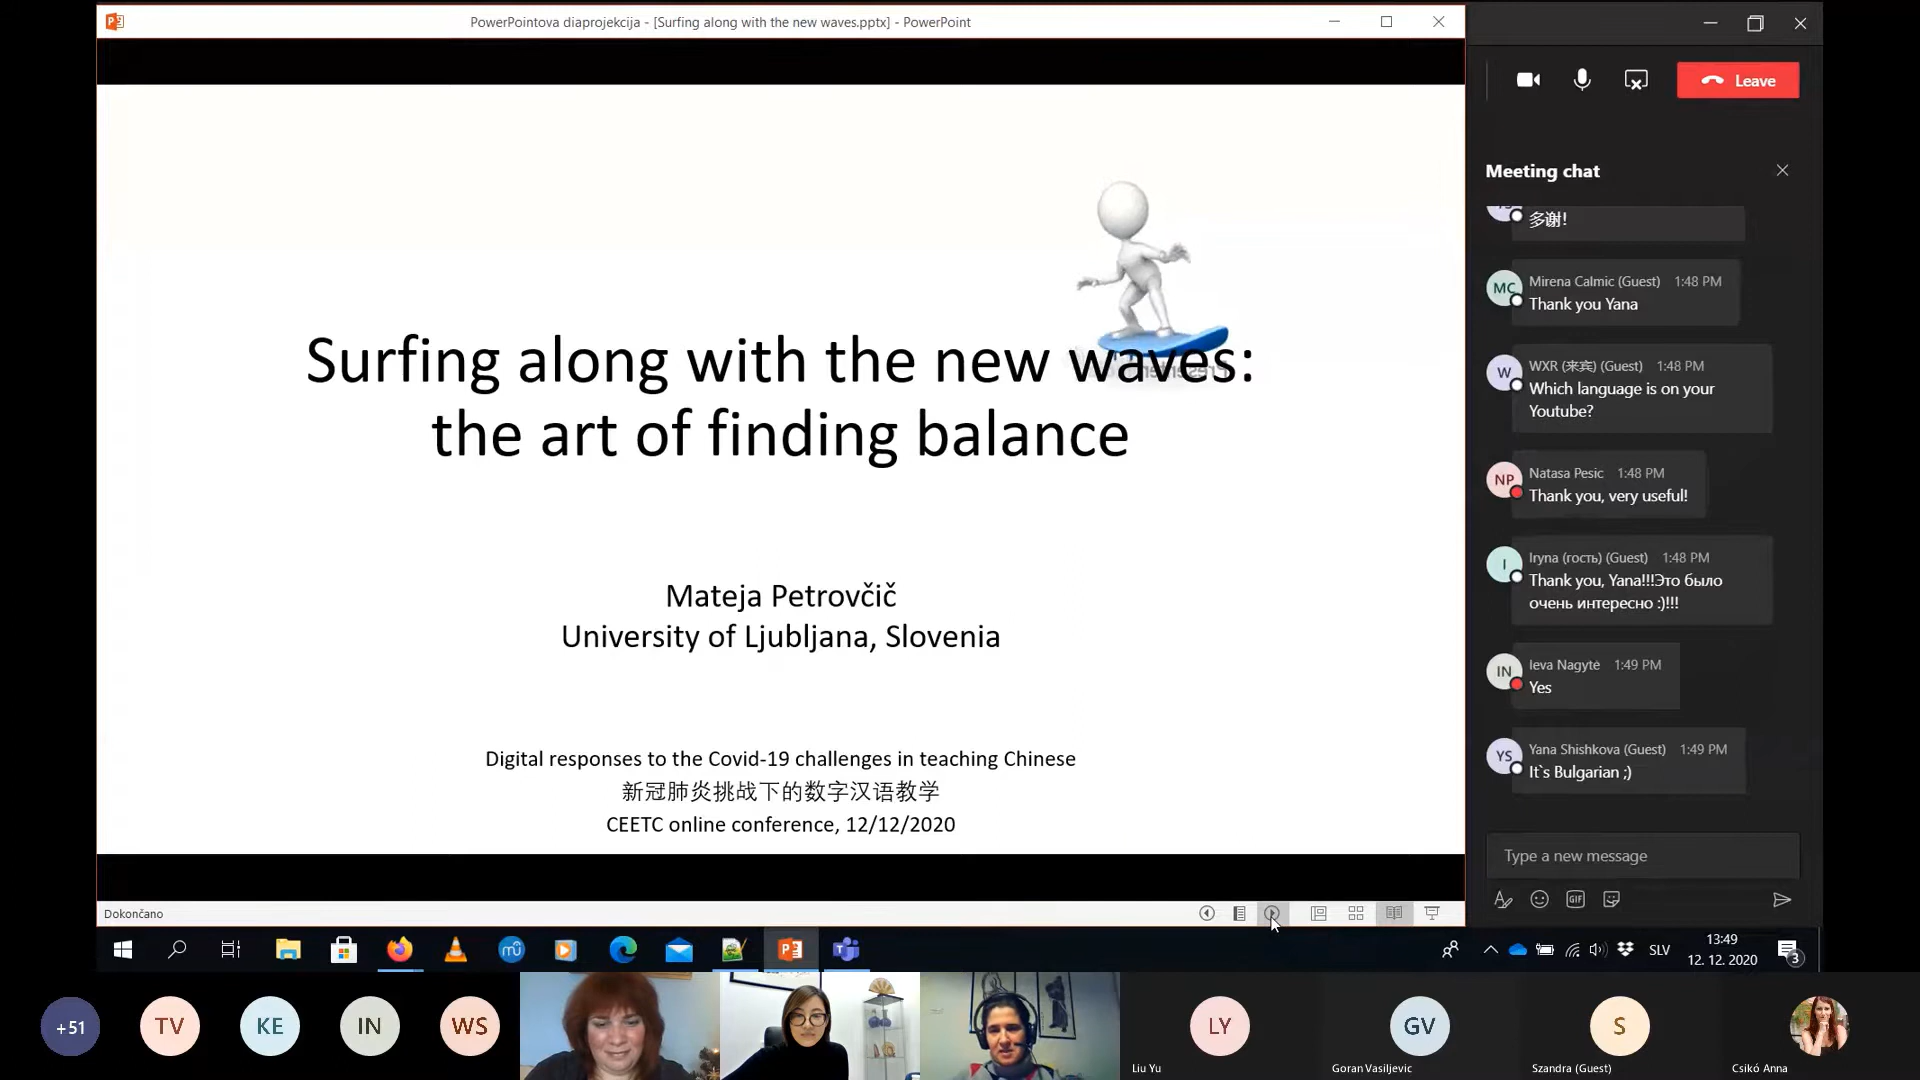 PowerPointova diaprojekcija - [Surfing along with the new waves.pptx] - PowerPoint
Surfing along with the new waves:
the art of finding balance
Mateja Petrovčič
University of Ljubljana, Slovenia
Digital responses to the Covid-19 challenges in teaching Chinese
新冠肺炎挑战下的数字汉语教学
CEETC online conference, 12/12/2020
Dokončano
Leave
Meeting chat
多谢!
MC
Mirena Calmic (Guest) 1:48 PM
Thank you Yana
W
WXR (来宾) (Guest) 1:48 PM
Which language is on your
Youtube?
NP
Natasa Pesic 1:48 PM
Thank you, very useful!
I
Iryna (гость) (Guest) 1:48 PM
Thank you, Yana!!!Это было
очень интересно :)!!!
IN
Ieva Nagytė 1:49 PM
Yes
YS
Yana Shishkova (Guest) 1:49 PM
It`s Bulgarian ;)
Type a new message
GIF
SLV
13:49
12. 12. 2020
3
+51
TV
KE
IN
WS
LY
Liu Yu
GV
Goran Vasiljevic
S
Szandra (Guest)
Csikó Anna